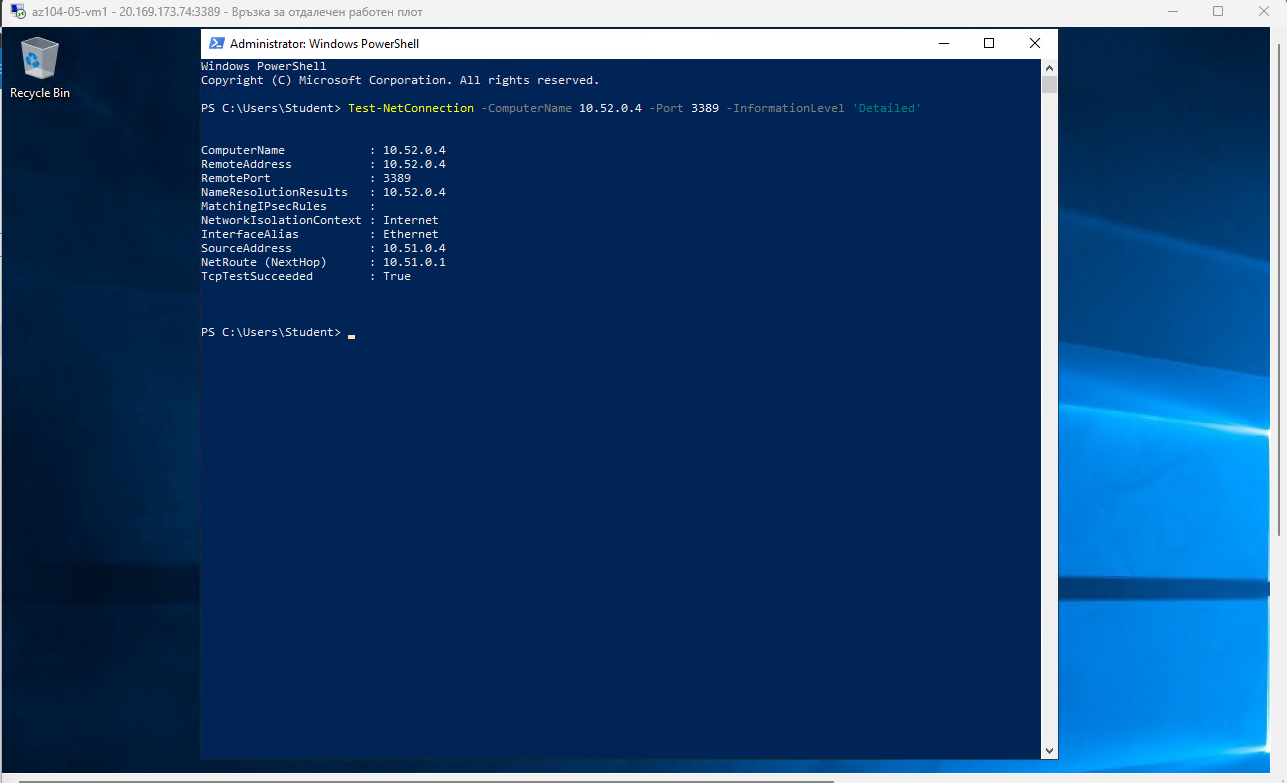 az104-05-vm1 - 20.169.173.74:3389 - Връзка за отдалечен работен плот
Recycle Bin
Administrator: Windows PowerShell
Windows PowerShell
Copyright (C) Microsoft Corporation. All rights reserved.
PS C:\Users\Student> Test-NetConnection -ComputerName 10.52.0.4 -Port 3389 -InformationLevel 'Detailed'
ComputerName : 10.52.0.4
RemoteAddress : 10.52.0.4
RemotePort : 3389
NameResolutionResults : 10.52.0.4
MatchingIPsecRules :
NetworkIsolationContext : Internet
InterfaceAlias : Ethernet
SourceAddress : 10.51.0.4
NetRoute (NextHop) : 10.51.0.1
TcpTestSucceeded : True
PS C:\Users\Student>